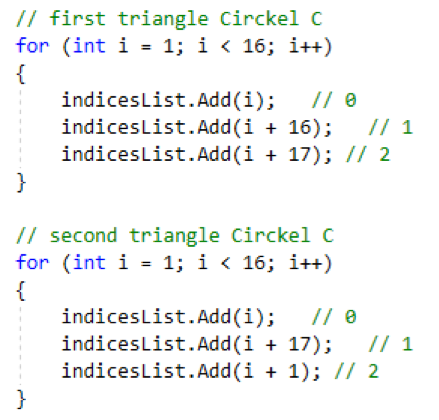 // first triangle Circkel C
for (int i = 1; i < 16; i++)
{
    indicesList.Add(i);   // 0
    indicesList.Add(i + 16);   // 1
    indicesList.Add(i + 17); // 2
}

// second triangle Circkel C
for (int i = 1; i < 16; i++)
{
    indicesList.Add(i);   // 0
    indicesList.Add(i + 17);   // 1
    indicesList.Add(i + 1); // 2
}